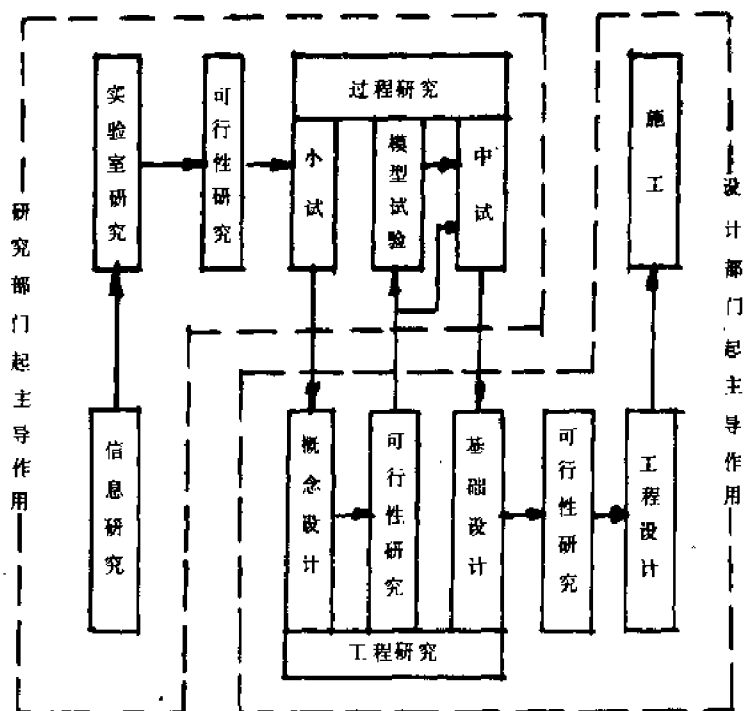 研究部门起主导作用
实验室研究
可行性研究
过程研究
小试
模型试验
中试
施工
设计部门起主导作用
信息研究
概念设计
可行性研究
基础设计
可行性研究
工程设计
工程研究